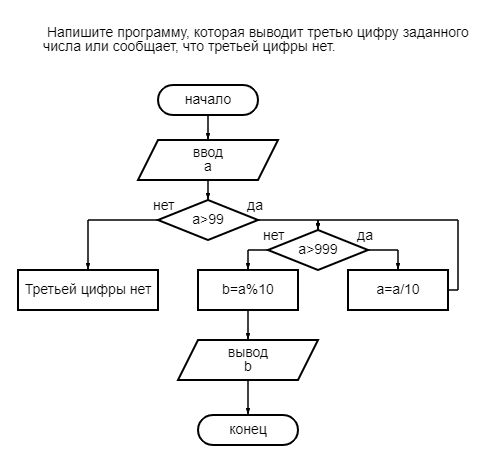 Напишите программу, которая выводит третью цифру заданного
числа или сообщает, что третьей цифры нет.
начало
ввод
a
нет
да
a>99
нет
да
a>999
Третьей цифры нет
b=a%10
a=a/10
вывод
b
конец